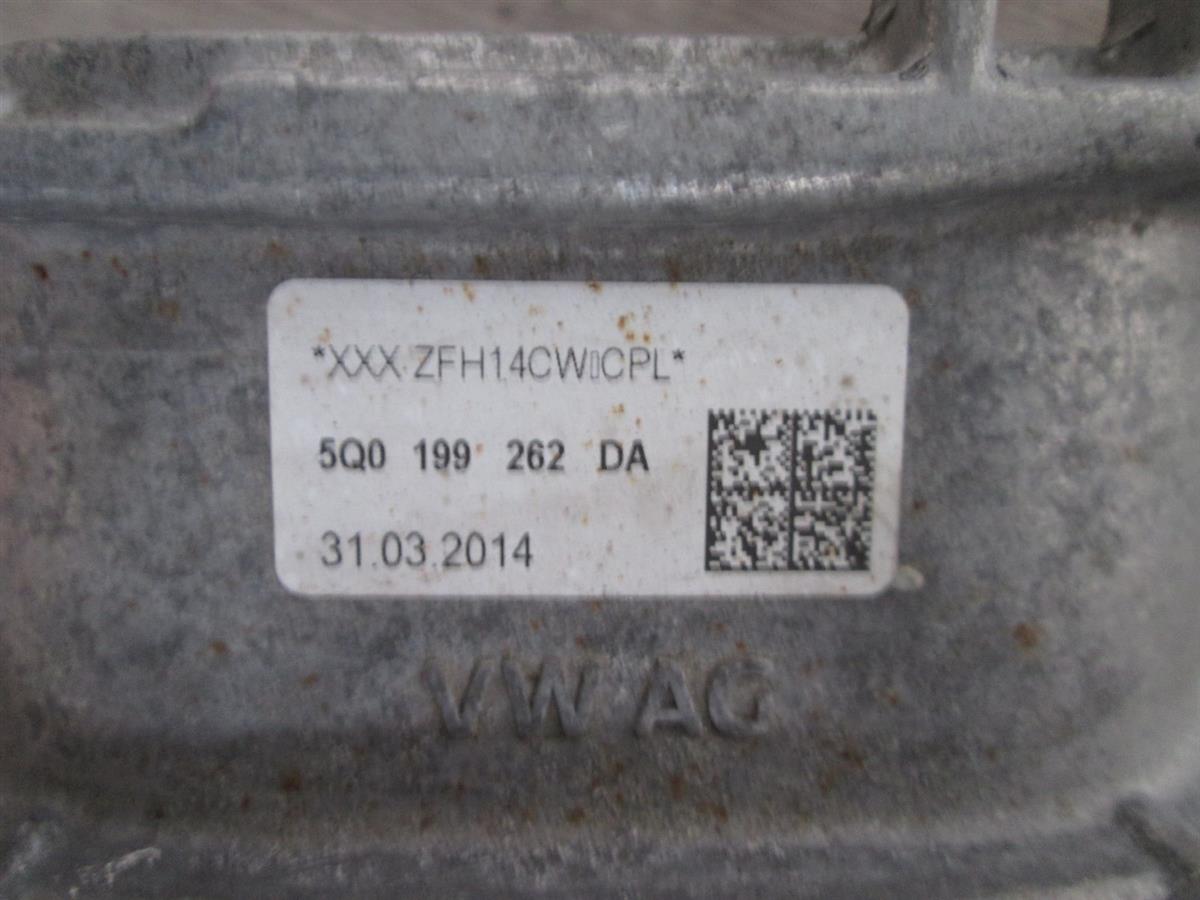 *XXX ZFH14CW▯CPL*
5Q0 199 262 DA
31.03.2014
VW AG